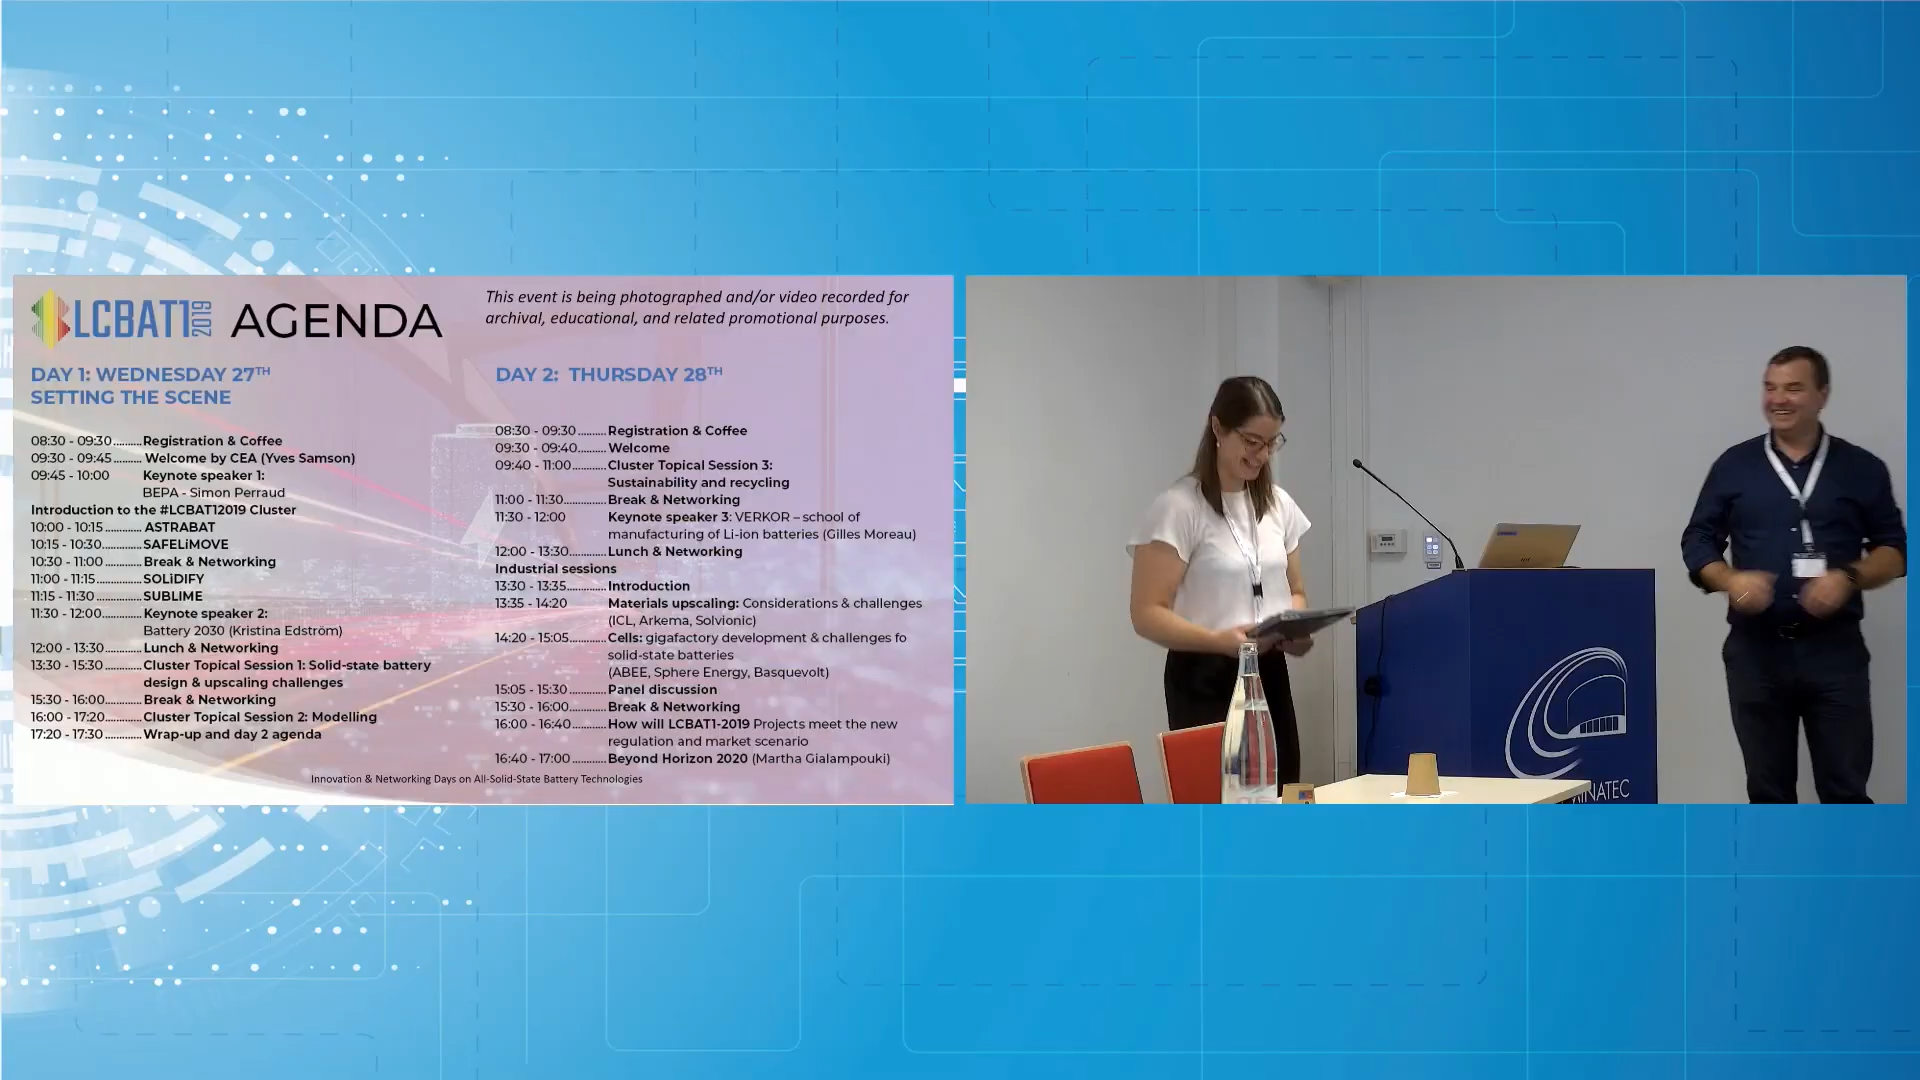 LCBAT1 2019 AGENDA
This event is being photographed and/or video recorded for
archival, educational, and related promotional purposes.
DAY 1: WEDNESDAY 27TH
SETTING THE SCENE
08:30 - 09:30..........Registration & Coffee
09:30 - 09:45..........Welcome by CEA (Yves Samson)
09:45 - 10:00 Keynote speaker 1:
BEPA - Simon Perraud
Introduction to the #LCBAT12019 Cluster
10:00 - 10:15.............ASTRABAT
10:15 - 10:30.............SAFELiMOVE
10:30 - 11:00............Break & Networking
11:00 - 11:15..............SOLiDIFY
11:15 - 11:30...............SUBLIME
11:30 - 12:00.............Keynote speaker 2:
Battery 2030 (Kristina Edström)
12:00 - 13:30............Lunch & Networking
13:30 - 15:30.............Cluster Topical Session 1: Solid-state battery
design & upscaling challenges
15:30 - 16:00............Break & Networking
16:00 - 17:20............Cluster Topical Session 2: Modelling
17:20 - 17:30.............Wrap-up and day 2 agenda
DAY 2: THURSDAY 28TH
08:30 - 09:30..........Registration & Coffee
09:30 - 09:40..........Welcome
09:40 - 11:00............Cluster Topical Session 3:
Sustainability and recycling
11:00 - 11:30..............Break & Networking
11:30 - 12:00 Keynote speaker 3: VERKOR – school of
manufacturing of Li-ion batteries (Gilles Moreau)
12:00 - 13:30.............Lunch & Networking
Industrial sessions
13:30 - 13:35.............Introduction
13:35 - 14:20 Materials upscaling: Considerations & challenges
(ICL, Arkema, Solvionic)
14:20 - 15:05............Cells: gigafactory development & challenges fo
solid-state batteries
(ABEE, Sphere Energy, Basquevolt)
15:05 - 15:30............Panel discussion
15:30 - 16:00............Break & Networking
16:00 - 16:40............How will LCBAT1-2019 Projects meet the new
regulation and market scenario
16:40 - 17:00............Beyond Horizon 2020 (Martha Gialampouki)
Innovation & Networking Days on All-Solid-State Battery Technologies
INATEC